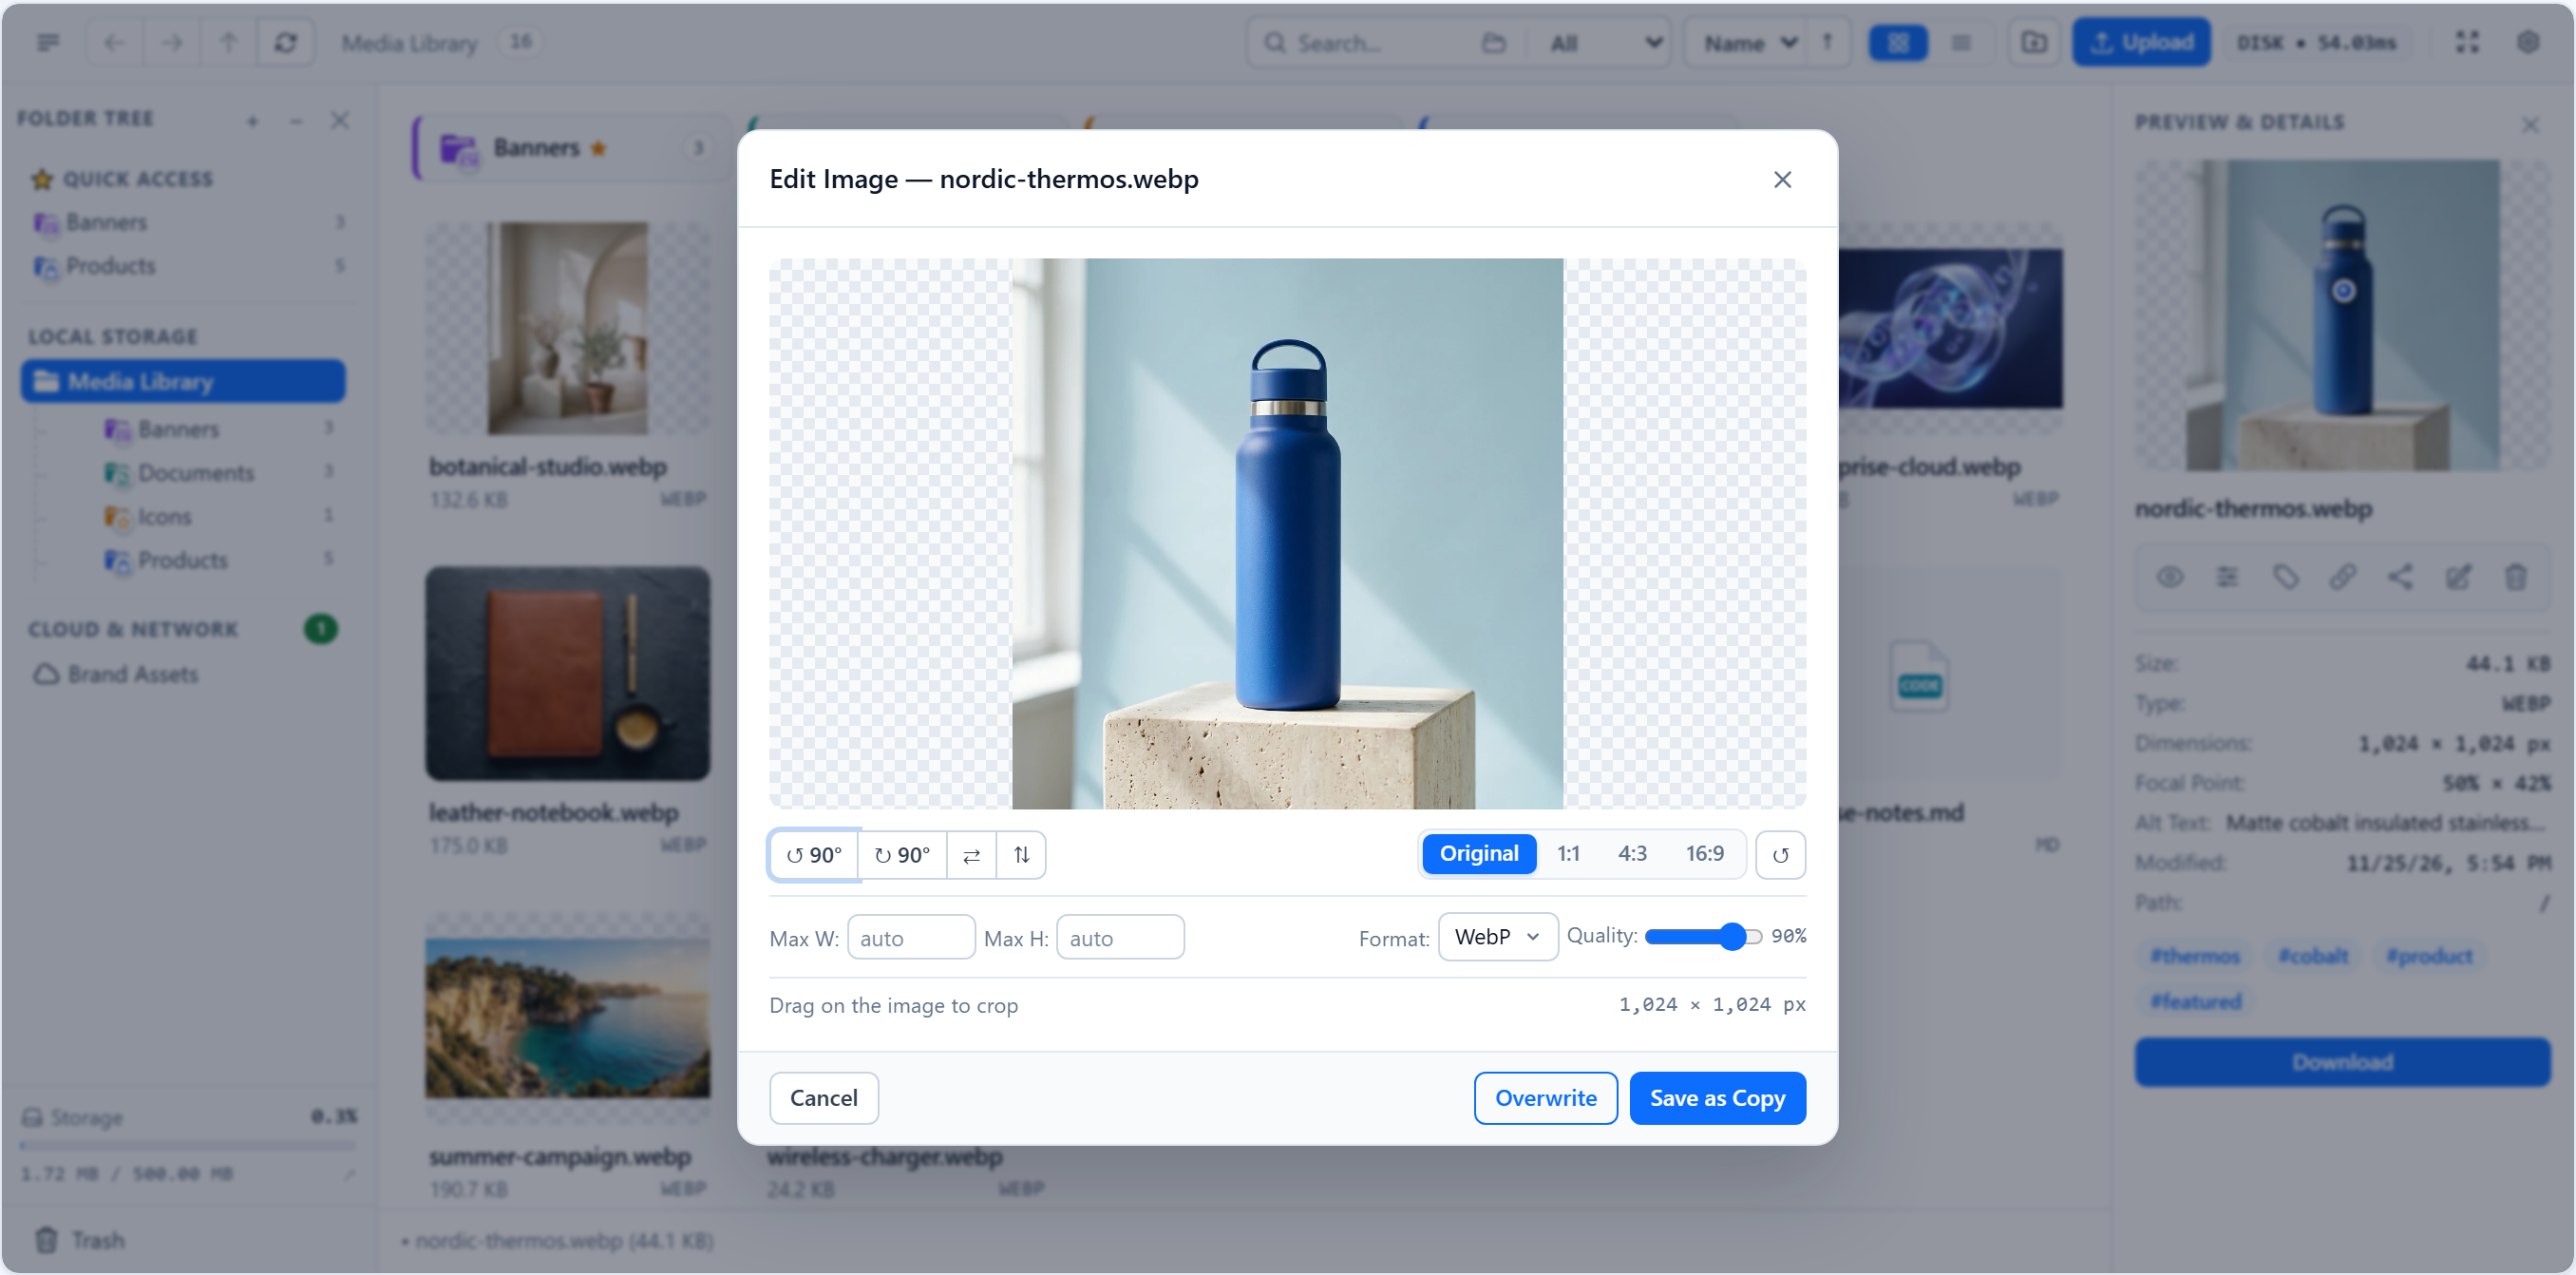 Media Library 16
Search... All Name Upload DISK • 54.03ms
FOLDER TREE
QUICK ACCESS
Banners 3
Products 5
LOCAL STORAGE
Media Library
Banners 3
Documents 3
Icons 1
Products 5
CLOUD & NETWORK 1
Brand Assets
Storage 0.3%
1.72 MB / 500.00 MB
Trash
Banners 3
botanical-studio.webp
132.6 KB WEBP
leather-notebook.webp
175.0 KB WEBP
summer-campaign.webp
190.7 KB WEBP
wireless-charger.webp
24.2 KB WEBP
prise-cloud.webp
WEBP
CODE
se-notes.md
MD
• nordic-thermos.webp (44.1 KB)
Edit Image — nordic-thermos.webp
90° 90°
Original 1:1 4:3 16:9
Max W: auto Max H: auto
Format: WebP Quality: 90%
Drag on the image to crop
1,024 × 1,024 px
Cancel Overwrite Save as Copy
PREVIEW & DETAILS
nordic-thermos.webp
Size: 44.1 KB
Type: WEBP
Dimensions: 1,024 × 1,024 px
Focal Point: 50% × 42%
Alt Text: Matte cobalt insulated stainless...
Modified: 11/25/26, 5:54 PM
Path: /
#thermos #cobalt #product
#featured
Download